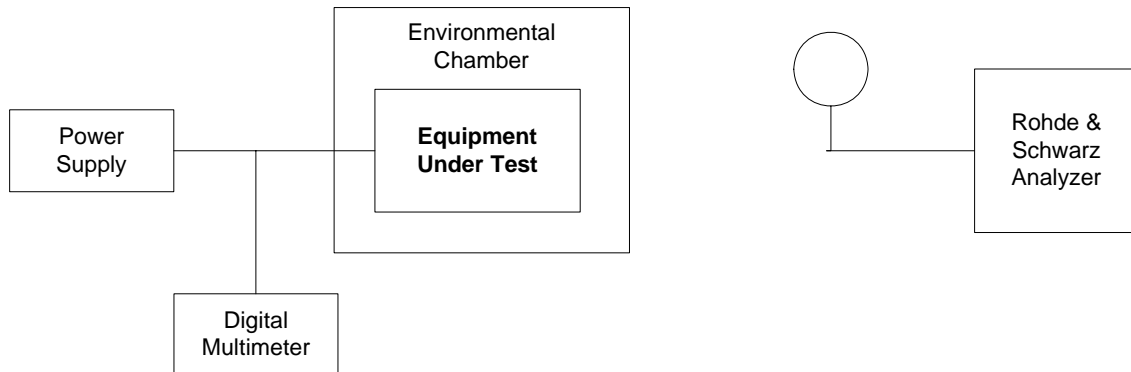 Environmental
Chamber
Power
Supply
Equipment
Under Test
Rohde &
Schwarz
Analyzer
Digital
Multimeter